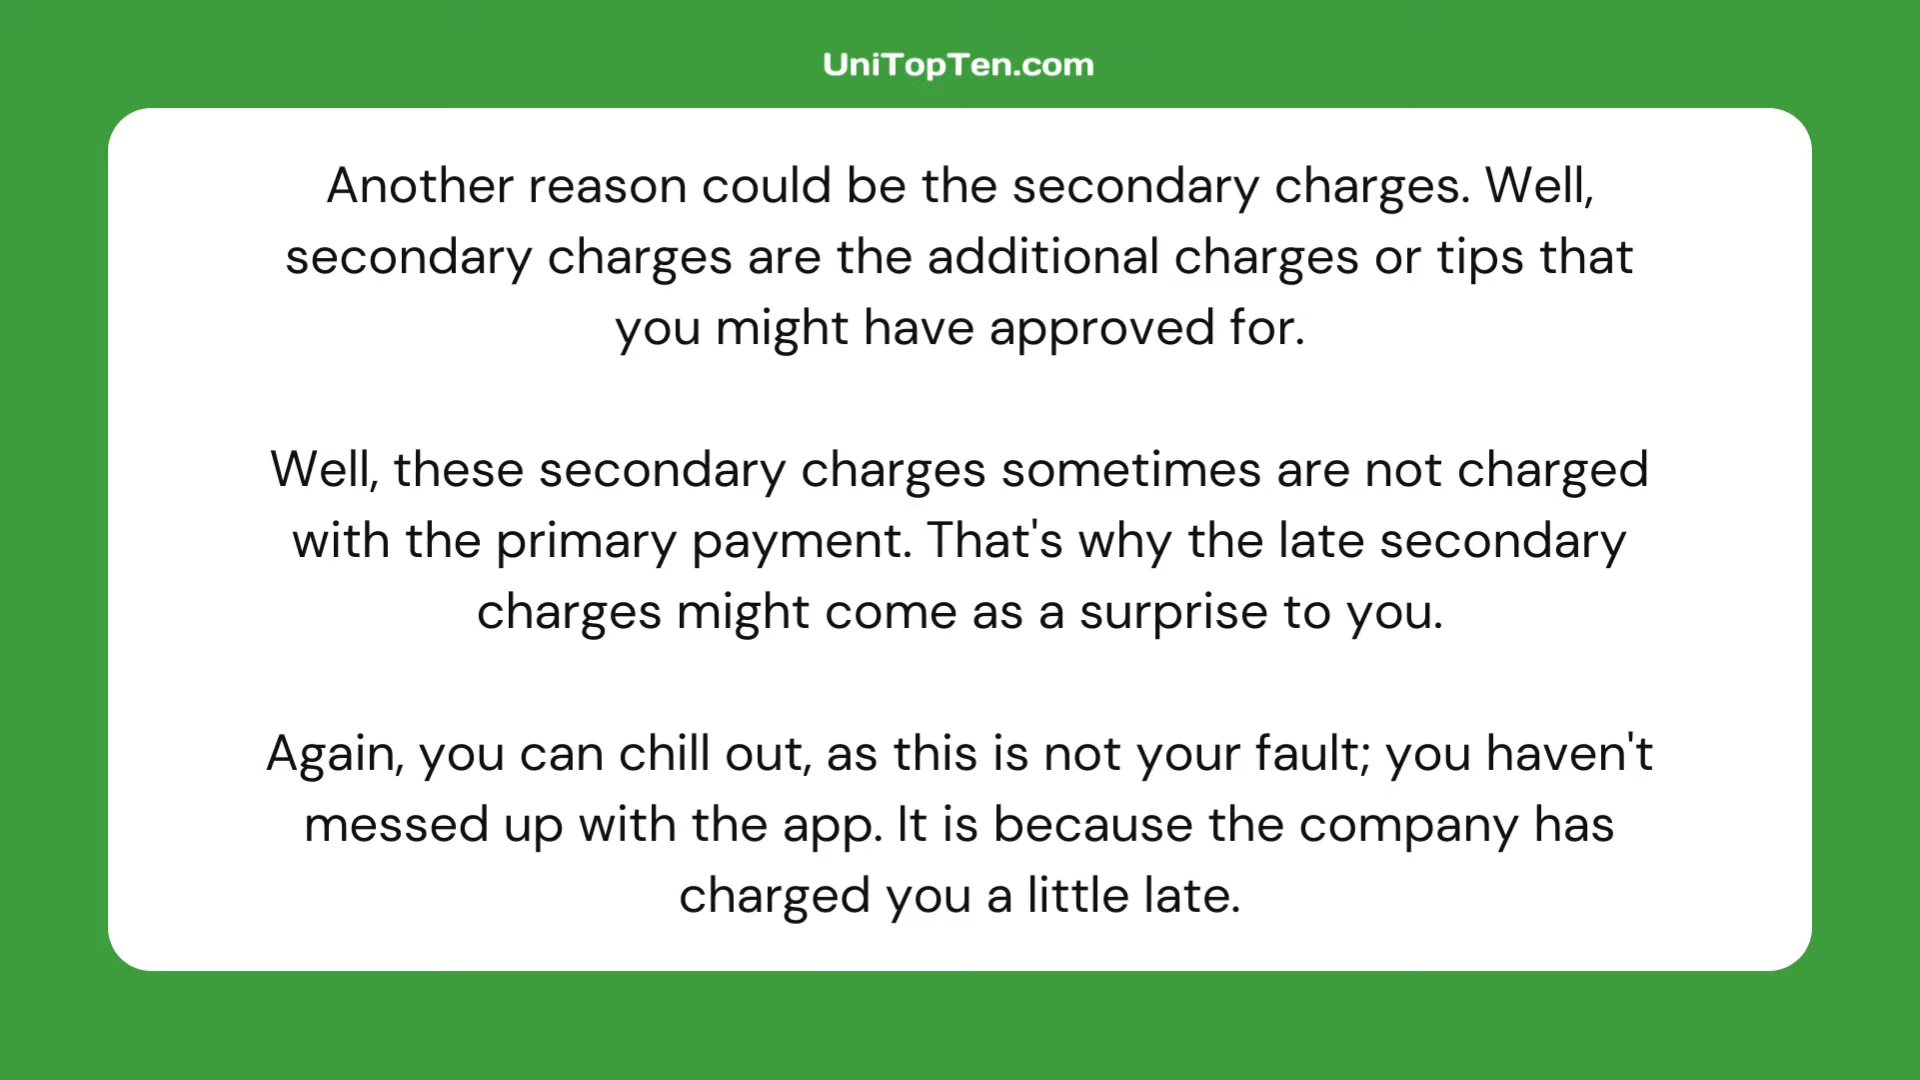 UniTopTen.com
Another reason could be the secondary charges. Well,
secondary charges are the additional charges or tips that
you might have approved for.
Well, these secondary charges sometimes are not charged
with the primary payment. That's why the late secondary
charges might come as a surprise to you.
Again, you can chill out, as this is not your fault; you haven't
messed up with the app. It is because the company has
charged you a little late.